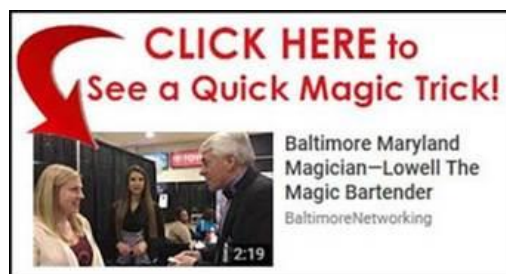 CLICK HERE to
See a Quick Magic Trick!
Baltimore Maryland
Magician—Lowell The
Magic Bartender
BaltimoreNetworking
2:19